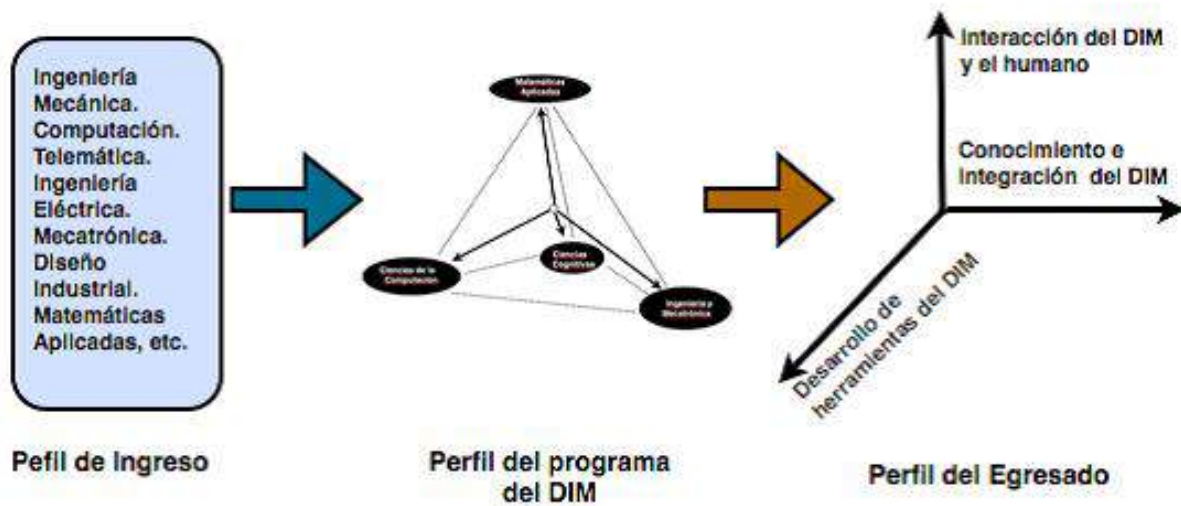 Ingeniería
Mecánica.
Computación.
Telemática.
Ingeniería
Eléctrica.
Mecatrónica.
Diseño
Industrial.
Matemáticas
Aplicadas, etc.
Pefil de Ingreso
Matemáticas
Aplicadas
Ciencias de la
Computación
Ciencias
Cognitivas
Ingeniería y
Mecatrónica
Perfil del programa
del DIM
Interacción del DIM
y el humano
Conocimiento e
integración del DIM
Desarrollo de
herramientas del DIM
Perfil del Egresado